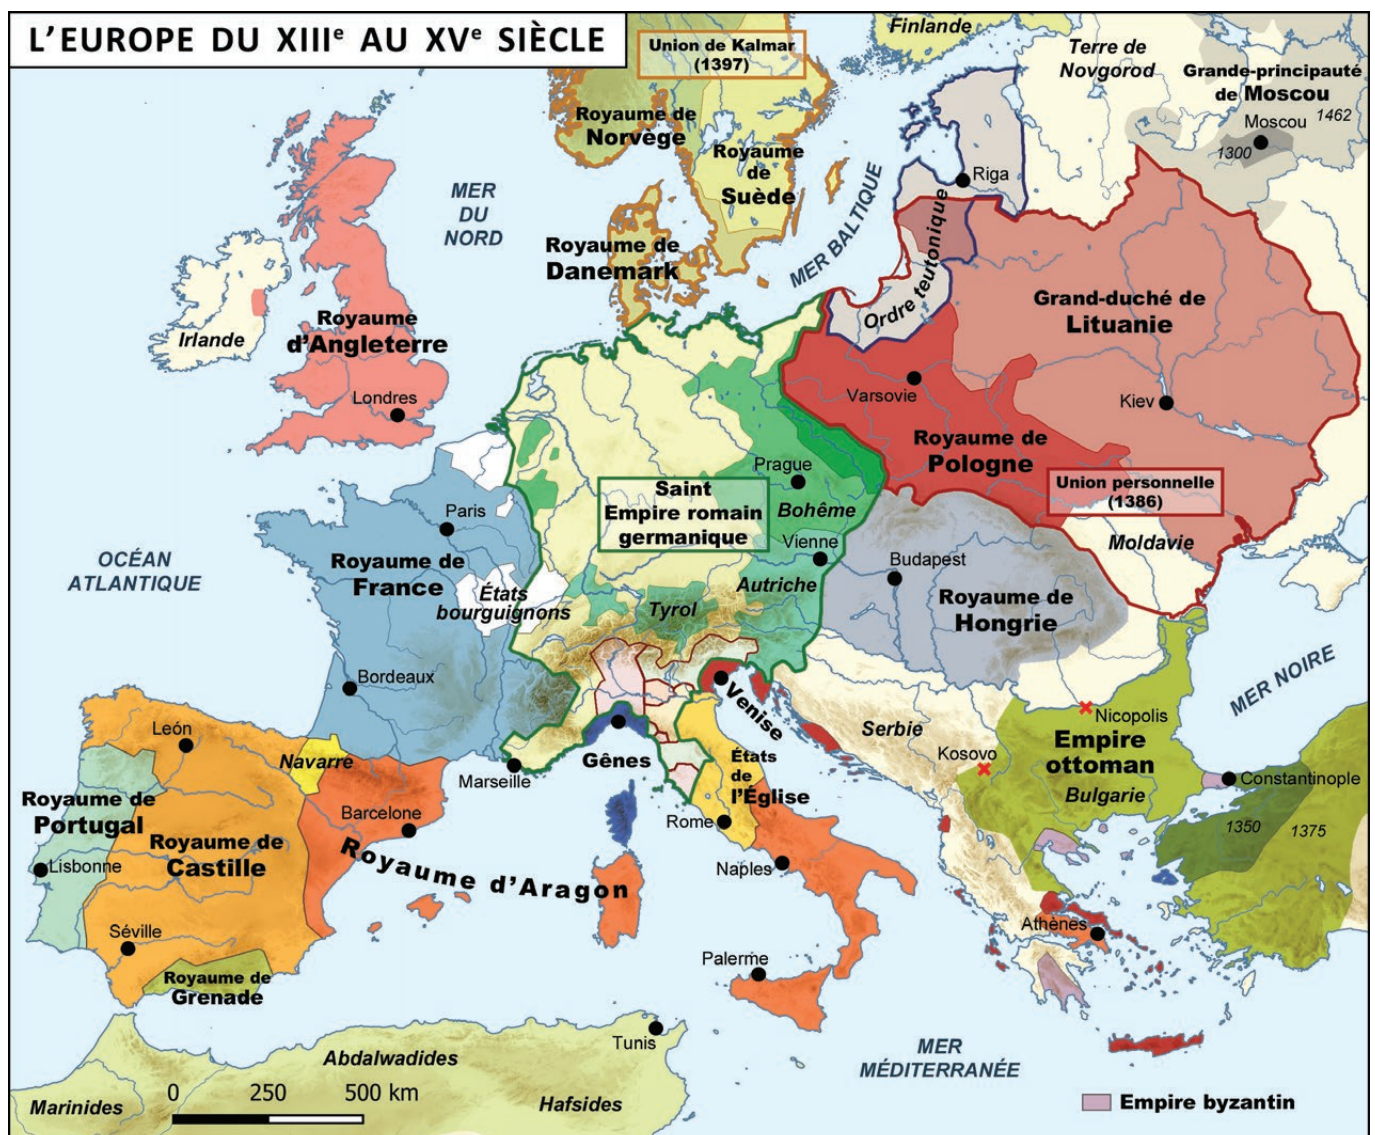 L'EUROPE DU XIIIe AU XVe SIÈCLE
Union de Kalmar
(1397)
Finlande
Terre de
Novgorod
Grande-principauté
de Moscou
1462
Moscou
1300
Royaume de
Norvège
Royaume
de
Suède
MER
DU
NORD
MER BALTIQUE
Riga
Royaume de
Danemark
Ordre teutonique
Grand-duché de
Lituanie
Irlande
Royaume
d'Angleterre
Londres
Varsovie
Kiev
Royaume de
Pologne
Union personnelle
(1386)
Prague
Bohême
Saint
Empire romain
germanique
Paris
Vienne
Moldavie
OCÉAN
ATLANTIQUE
Royaume de
France
États
bourguignons
Tyrol
Autriche
Budapest
Royaume de
Hongrie
Bordeaux
MER NOIRE
León
Navarre
Marseille
Gênes
Venise
Serbie
Nicopolis
Kosovo
Empire
ottoman
Bulgarie
Constantinople
États
de
l'Église
Royaume de
Portugal
Barcelone
Rome
1350
1375
Royaume de
Castille
Lisbonne
Royaume d'Aragon
Naples
Séville
Athènes
Royaume de
Grenade
Palerme
Tunis
Abdalwadides
MER
MÉDITERRANÉE
0 250 500 km
Marinides
Hafsides
Empire byzantin